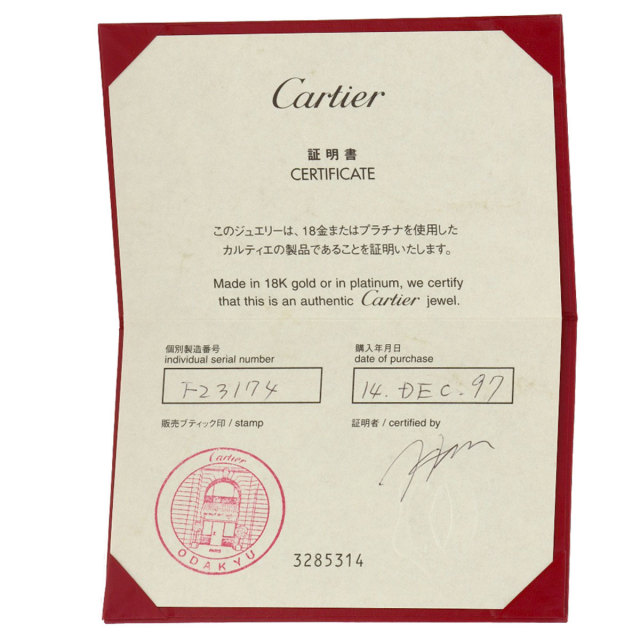 Cartier
証明書
CERTIFICATE
このジュエリーは、18金またはプラチナを使用した
カルティエの製品であることを証明いたします。
Made in 18K gold or in platinum, we certify
that this is an authentic Cartier jewel.
個別製造番号
individual serial number
F23174
購入年月日
date of purchase
14. DEC. 97
販売ブティック印 / stamp
証明者 / certified by
Cartier
PARIS
ODAKYU
3285314